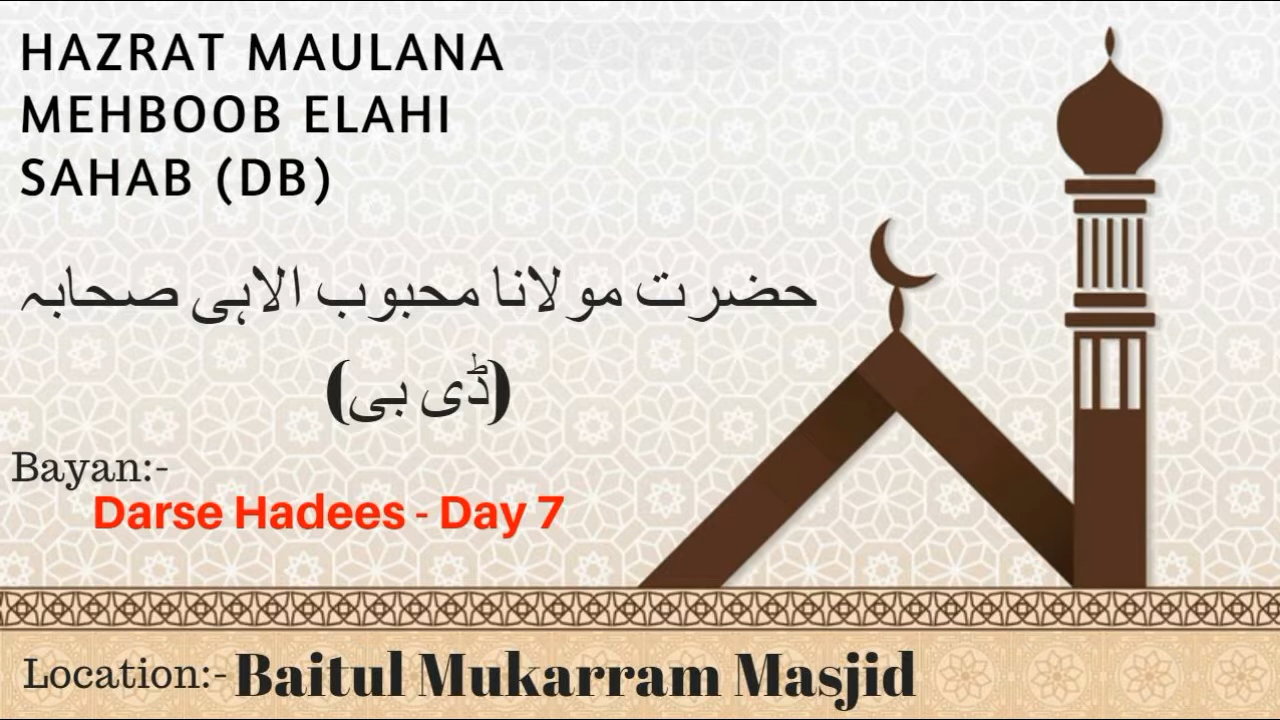 HAZRAT MAULANA
MEHBOOB ELAHI
SAHAB (DB)
حضرت مولانا محبوب الاہی صحابہ
(ڈی بی)
Bayan:-
Darse Hadees - Day 7
Location:- Baitul Mukarram Masjid